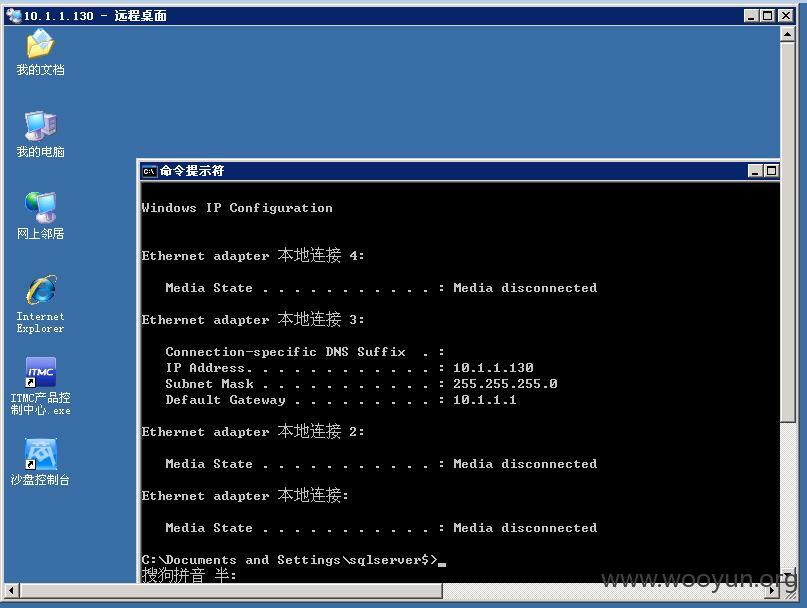 10.1.1.130 - 远程桌面
我的文档
我的电脑
网上邻居
Internet
Explorer
ITMC
ITMC产品控
制中心.exe
沙盘控制台
命令提示符
Windows IP Configuration
Ethernet adapter 本地连接 4:
Media State . . . . . . . . . . . : Media disconnected
Ethernet adapter 本地连接 3:
Connection-specific DNS Suffix  . :
IP Address. . . . . . . . . . . . : 10.1.1.130
Subnet Mask . . . . . . . . . . . : 255.255.255.0
Default Gateway . . . . . . . . . : 10.1.1.1
Ethernet adapter 本地连接 2:
Media State . . . . . . . . . . . : Media disconnected
Ethernet adapter 本地连接:
Media State . . . . . . . . . . . : Media disconnected
C:\Documents and Settings\sqlserver$>_
搜狗拼音 半:
www.wooyun.org